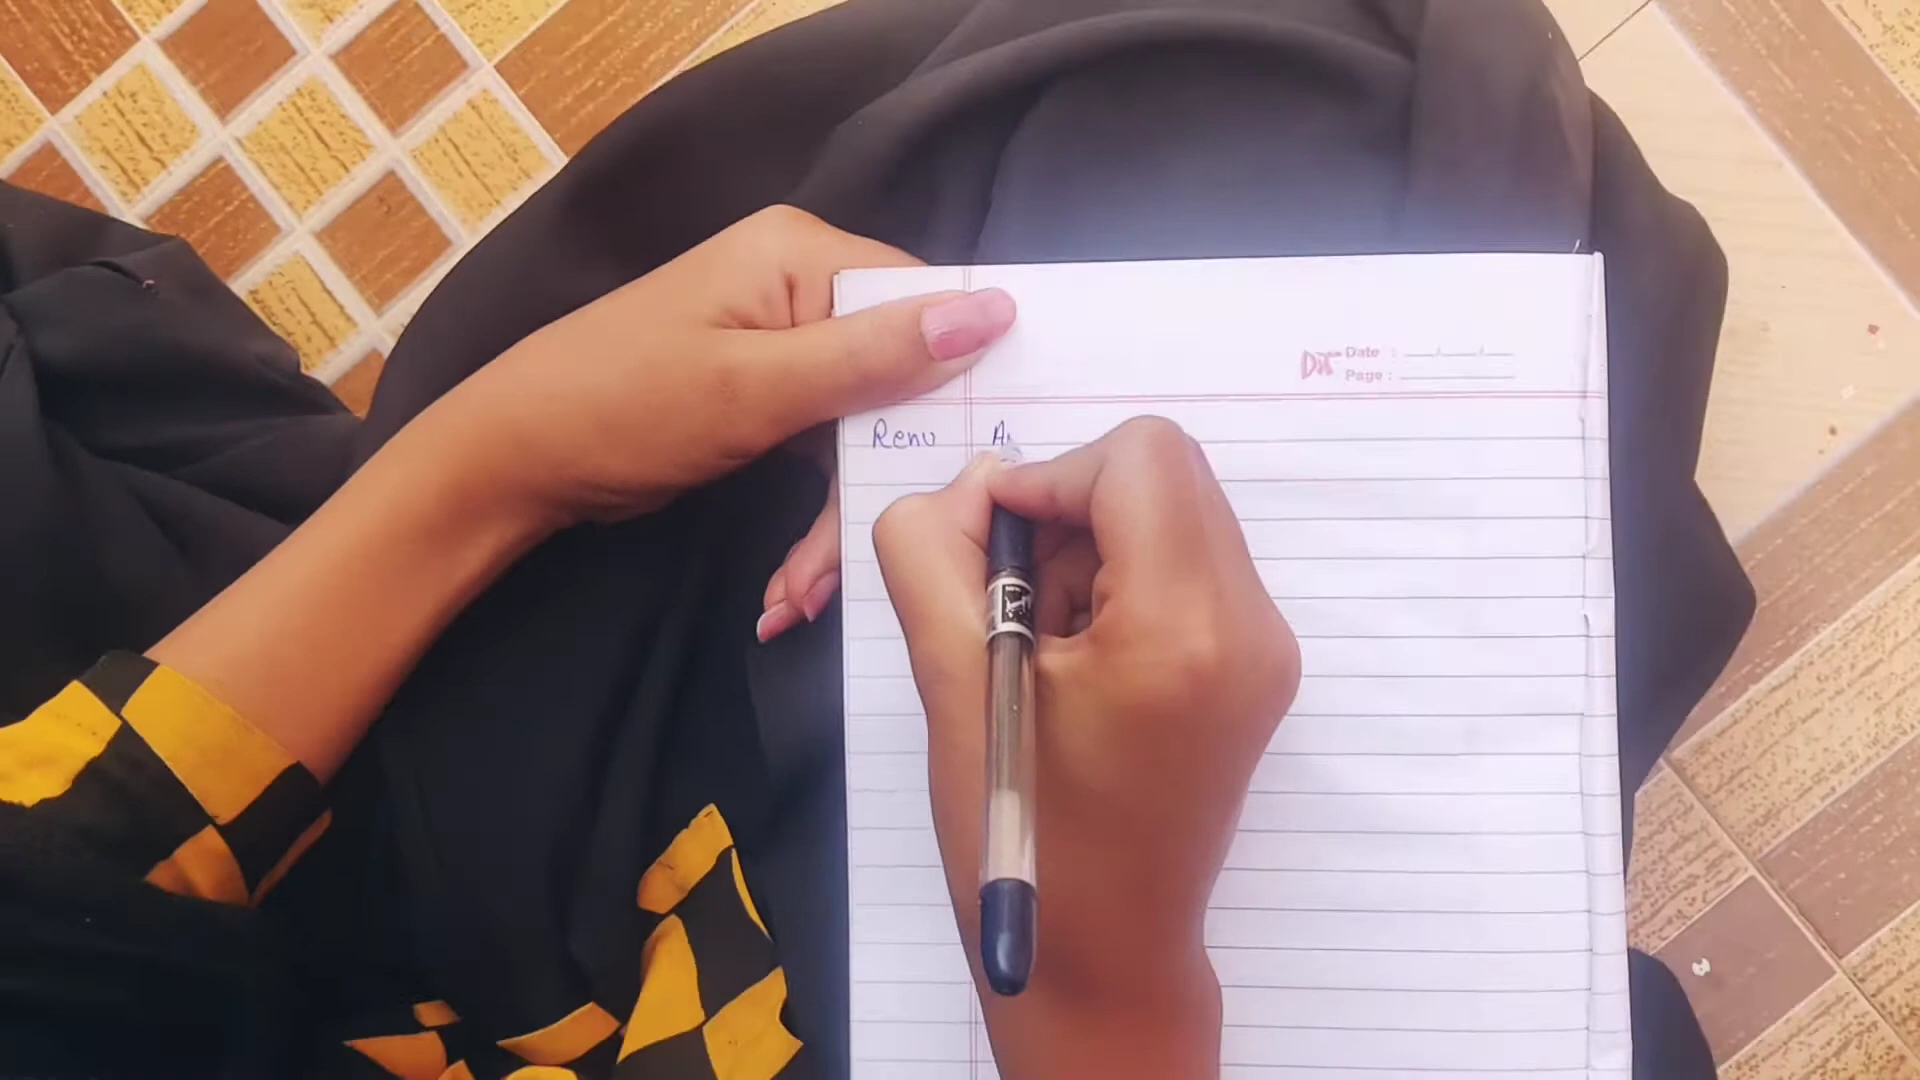 Date :
Page :
Renu A